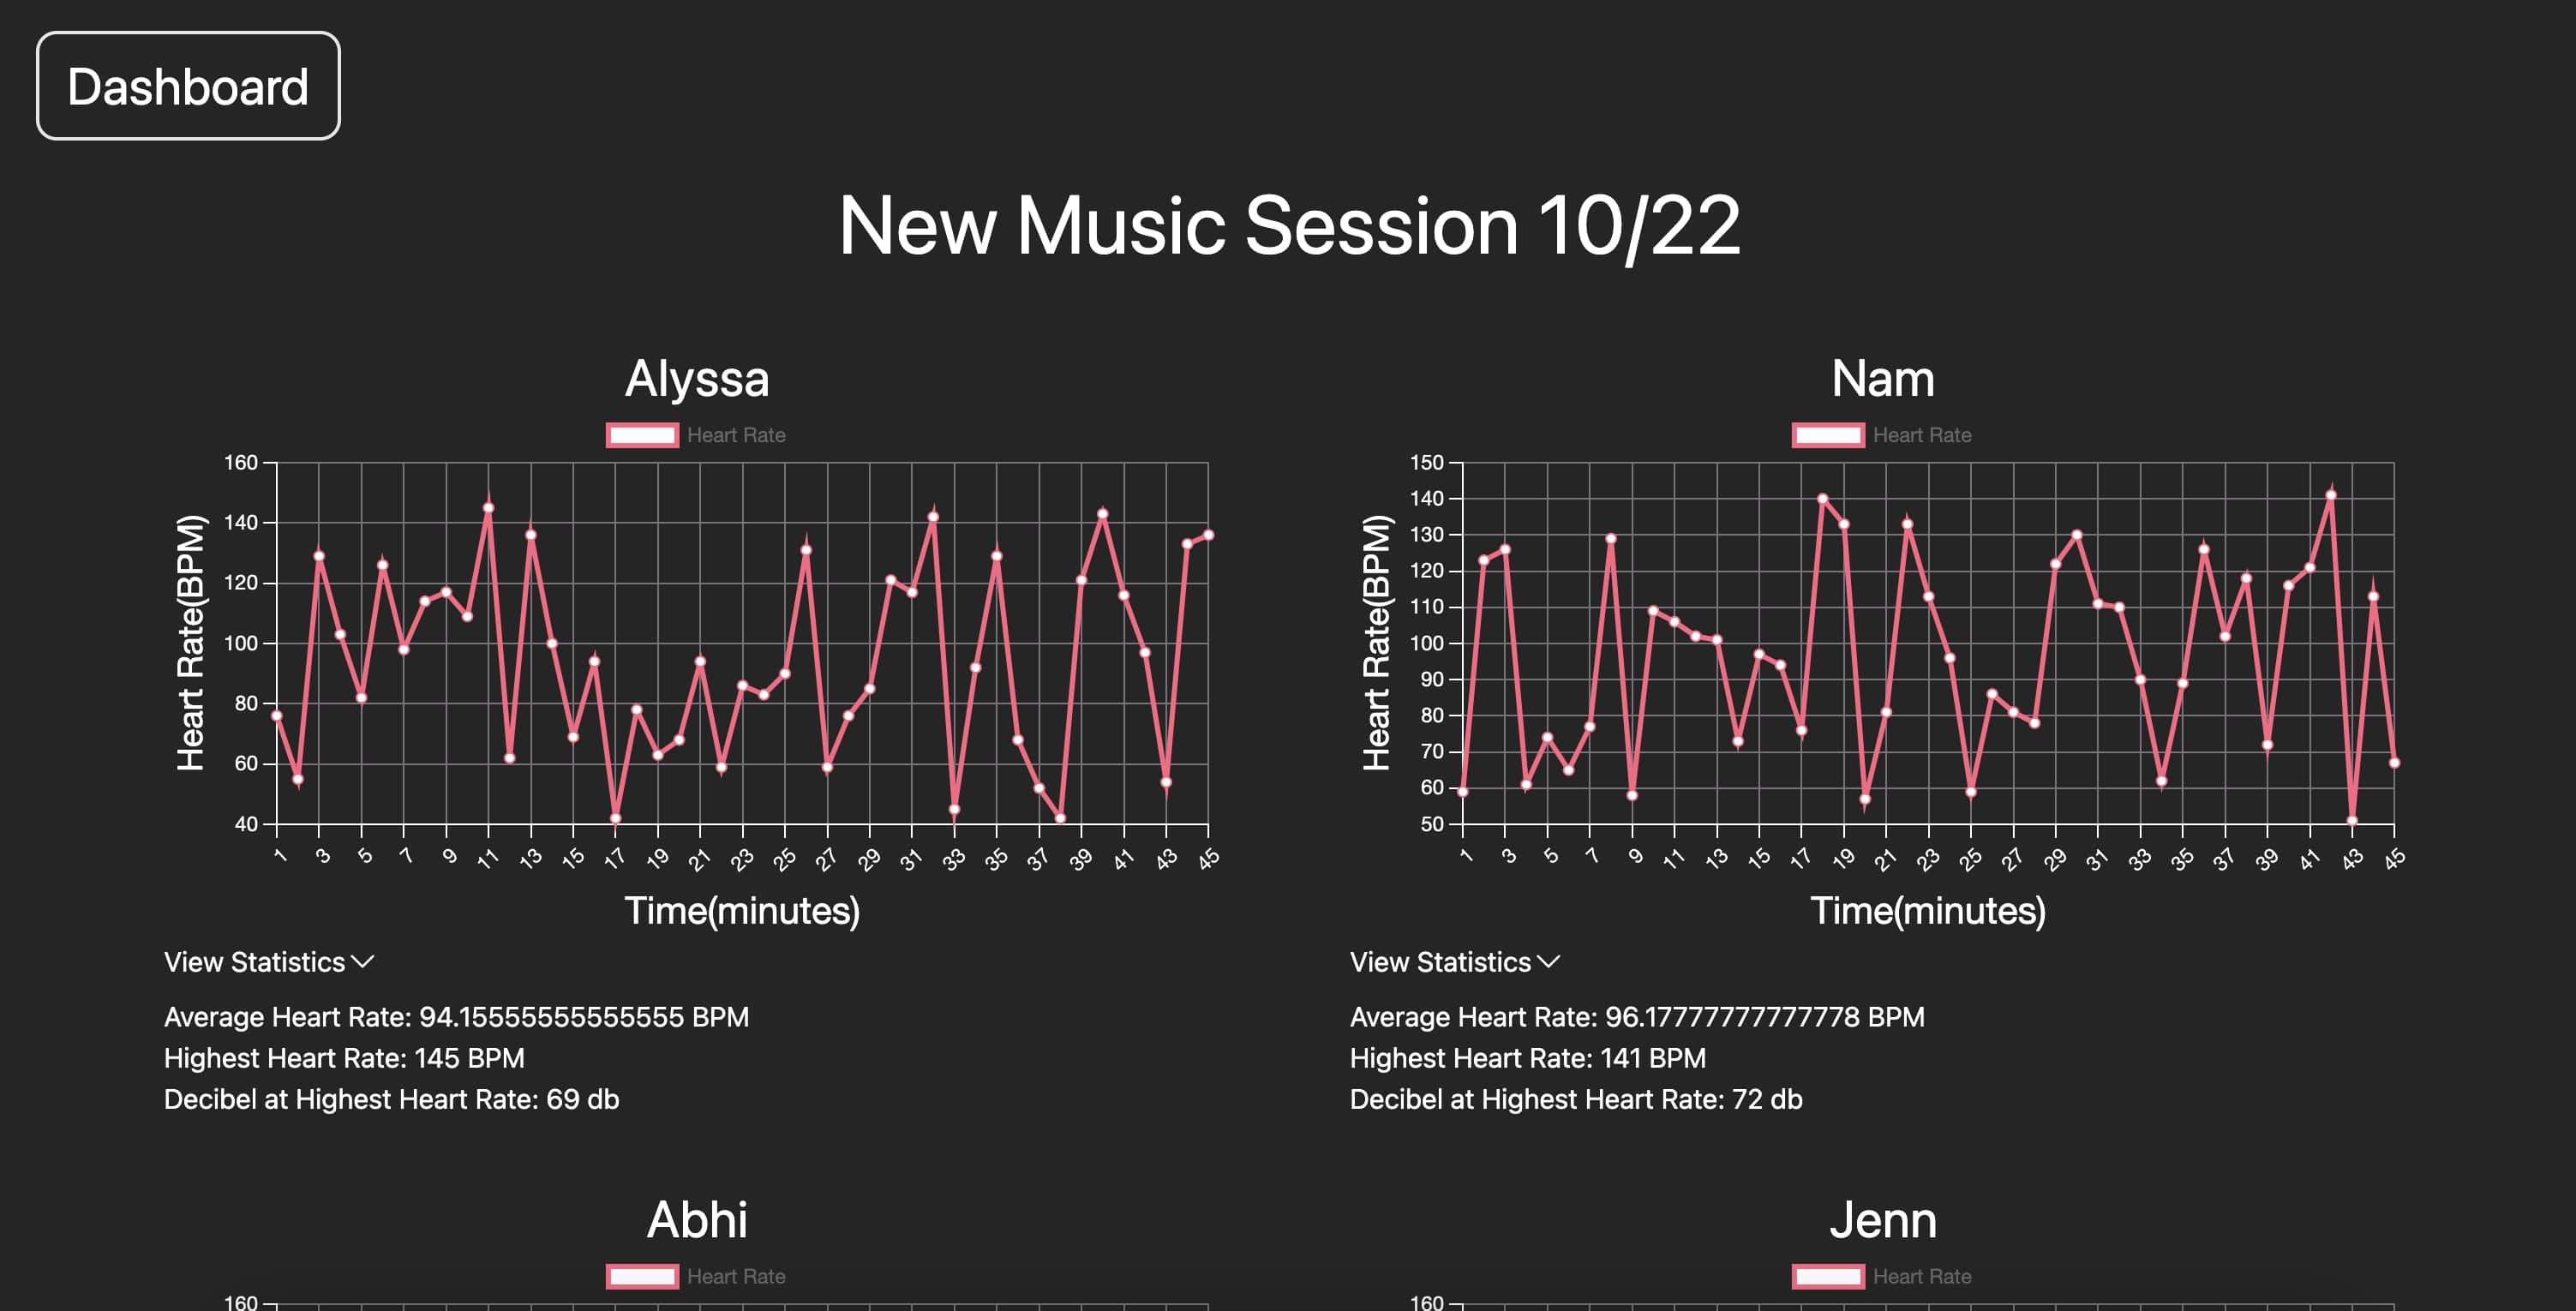 Dashboard
New Music Session 10/22
Alyssa
Heart Rate
160
140
120
100
80
60
40
Heart Rate(BPM)
1 3 5 7 9 11 13 15 17 19 21 23 25 27 29 31 33 35 37 39 41 43 45
Time(minutes)
View Statistics
Average Heart Rate: 94.15555555555555 BPM
Highest Heart Rate: 145 BPM
Decibel at Highest Heart Rate: 69 db
Nam
Heart Rate
150
140
130
120
110
100
90
80
70
60
50
Heart Rate(BPM)
1 3 5 7 9 11 13 15 17 19 21 23 25 27 29 31 33 35 37 39 41 43 45
Time(minutes)
View Statistics
Average Heart Rate: 96.17777777777778 BPM
Highest Heart Rate: 141 BPM
Decibel at Highest Heart Rate: 72 db
Abhi
Heart Rate
160
Jenn
Heart Rate
160